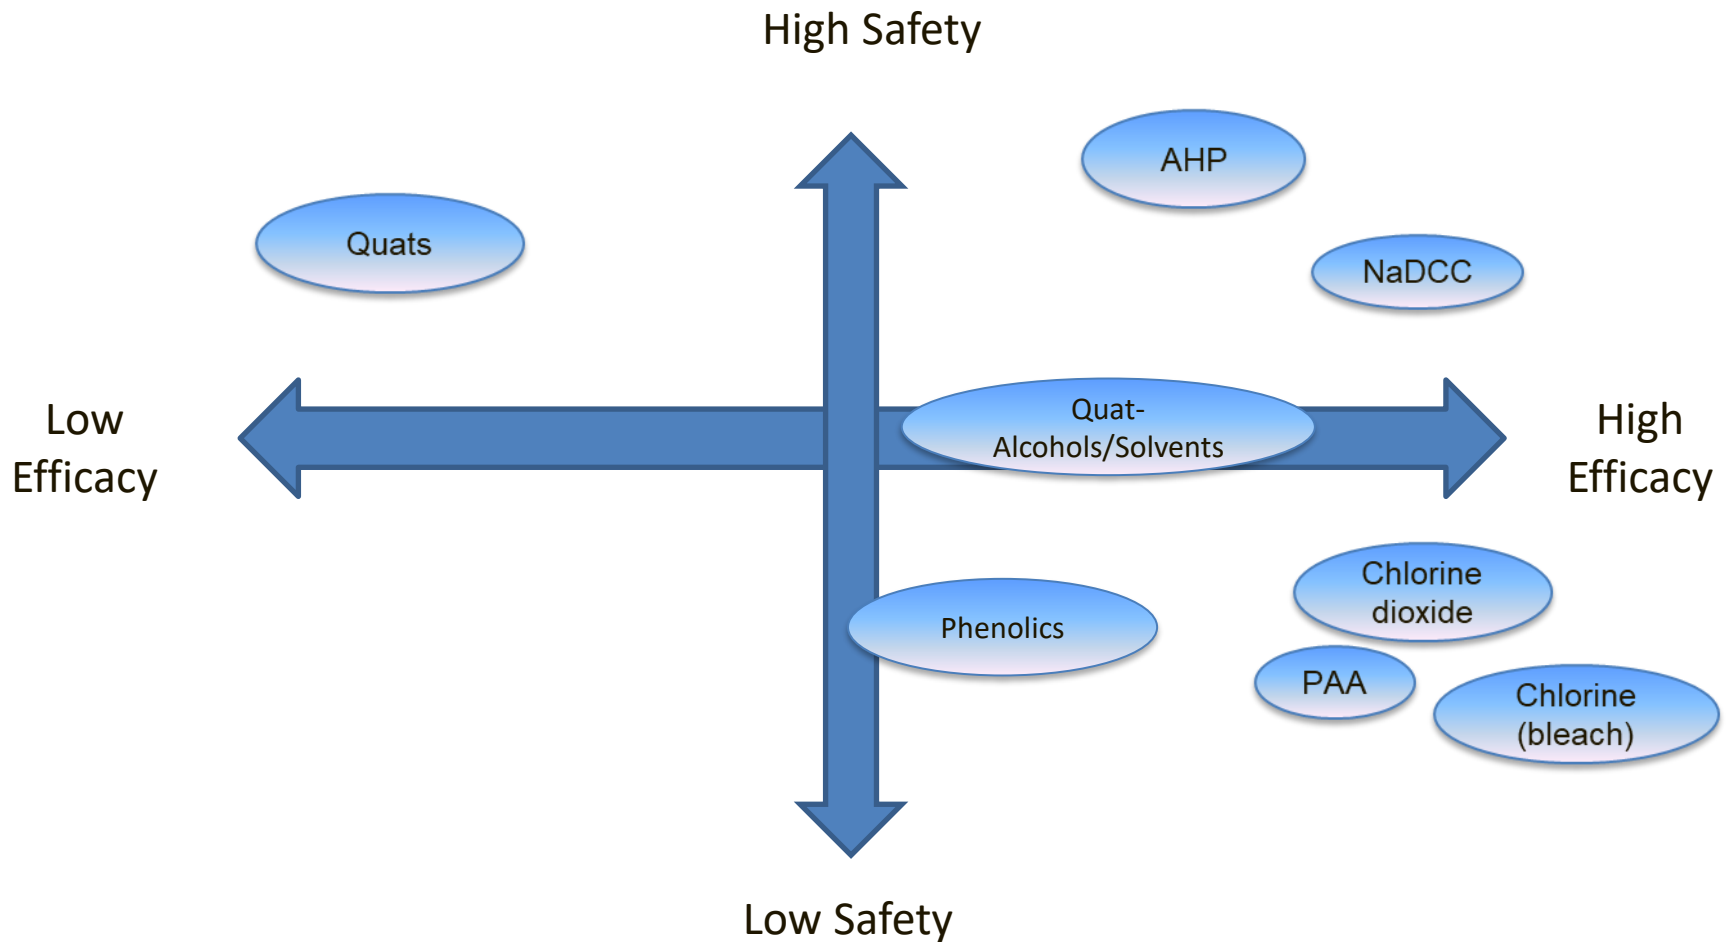 High Safety
AHP
Quats
NaDCC
Low
Efficacy
Quat-
Alcohols/Solvents
High
Efficacy
Chlorine
dioxide
Phenolics
PAA
Chlorine
(bleach)
Low Safety